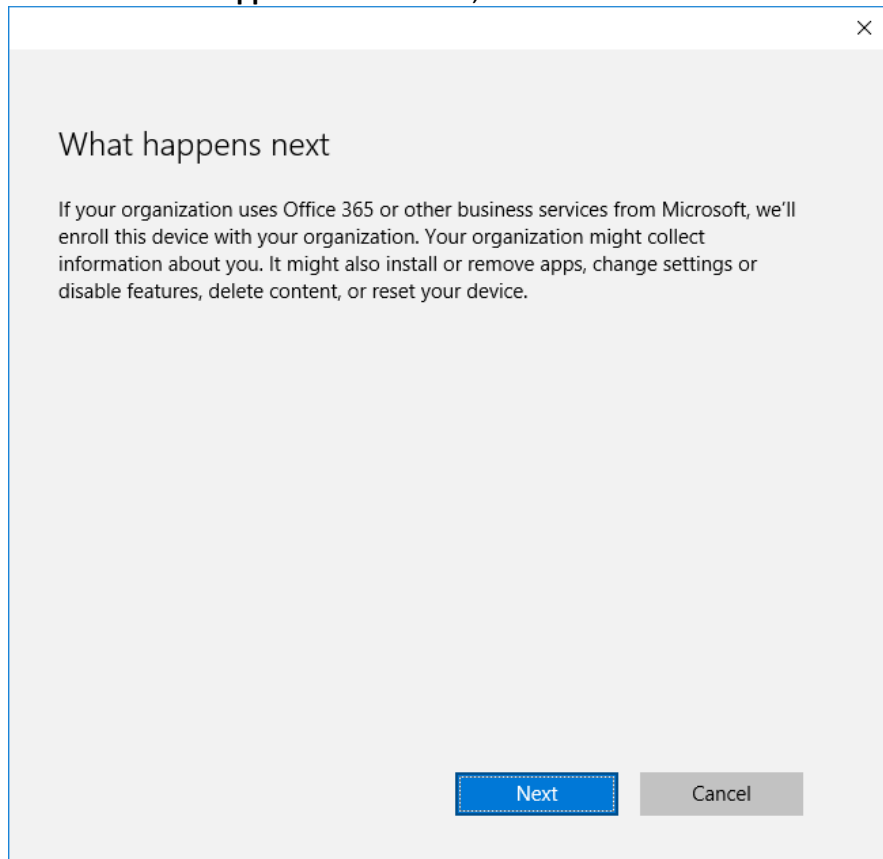 What happens next
If your organization uses Office 365 or other business services from Microsoft, we'll
enroll this device with your organization. Your organization might collect
information about you. It might also install or remove apps, change settings or
disable features, delete content, or reset your device.
Next
Cancel